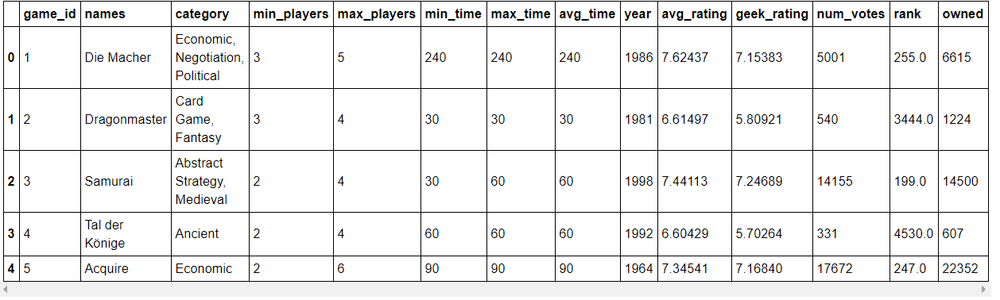 game_id names category min_players max_players min_time max_time avg_time year avg_rating geek_rating num_votes rank owned
0 1 Die Macher Economic, Negotiation, Political 3 5 240 240 240 1986 7.62437 7.15383 5001 255.0 6615
1 2 Dragonmaster Card Game, Fantasy 3 4 30 30 30 1981 6.61497 5.80921 540 3444.0 1224
2 3 Samurai Abstract Strategy, Medieval 2 4 30 60 60 1998 7.44113 7.24689 14155 199.0 14500
3 4 Tal der Könige Ancient 2 4 60 60 60 1992 6.60429 5.70264 331 4530.0 607
4 5 Acquire Economic 2 6 90 90 90 1964 7.34541 7.16840 17672 247.0 22352